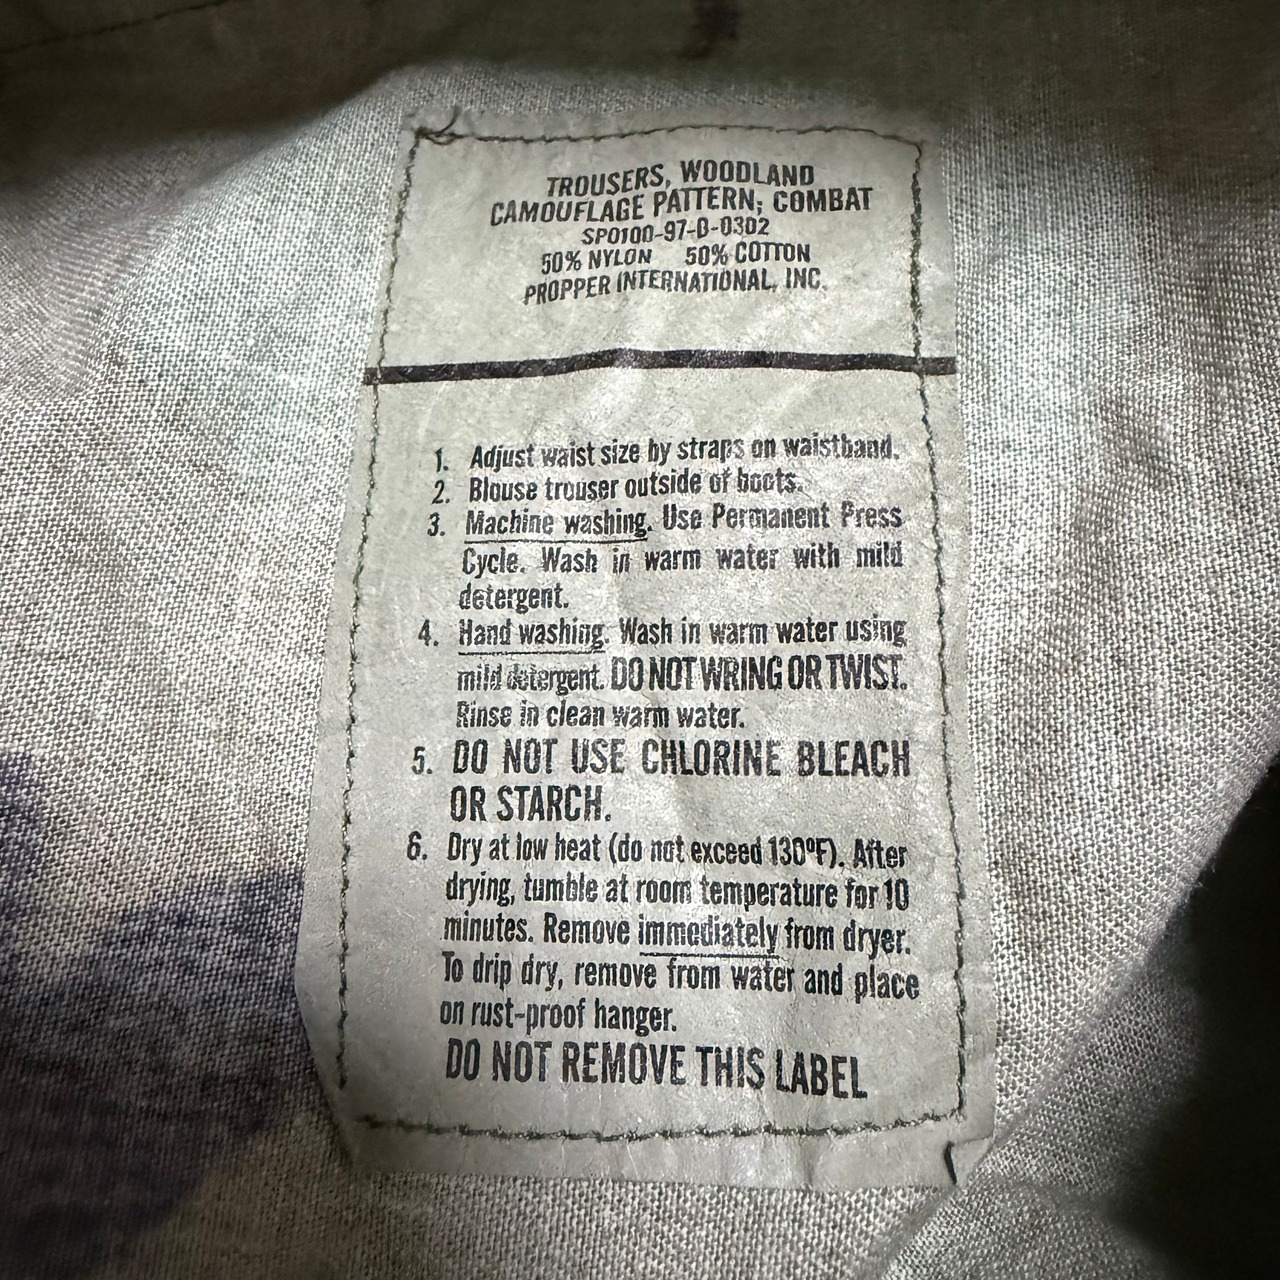 TROUSERS, WOODLAND
CAMOUFLAGE PATTERN; COMBAT
SP0100-97-D-0302
50% NYLON 50% COTTON
PROPPER INTERNATIONAL, INC.
1. Adjust waist size by straps on waistband.
2. Blouse trouser outside of boots.
3. Machine washing. Use Permanent Press
Cycle. Wash in warm water with mild
detergent.
4. Hand washing. Wash in warm water using
mild detergent. DO NOT WRING OR TWIST.
Rinse in clean warm water.
5. DO NOT USE CHLORINE BLEACH
OR STARCH.
6. Dry at low heat (do not exceed 130ºF). After
drying, tumble at room temperature for 10
minutes. Remove immediately from dryer.
To drip dry, remove from water and place
on rust-proof hanger.
DO NOT REMOVE THIS LABEL